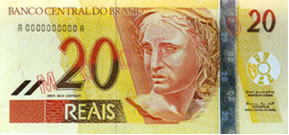 BANCO CENTRAL DO BRASIL
20
A 0000000000 A
20
REAIS